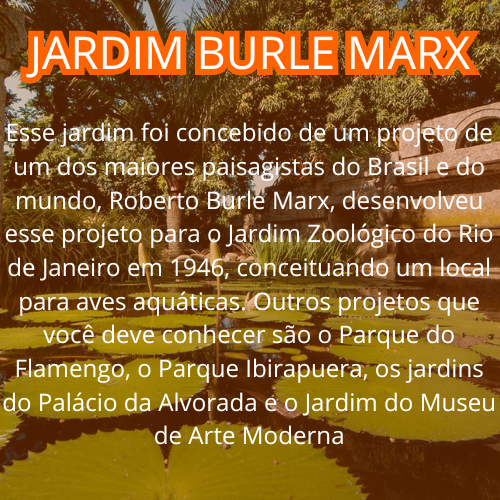 JARDIM BURLE MARX
Esse jardim foi concebido de um projeto de
um dos maiores paisagistas do Brasil e do
mundo, Roberto Burle Marx, desenvolveu
esse projeto para o Jardim Zoológico do Rio
de Janeiro em 1946, conceituando um local
para aves aquáticas. Outros projetos que
você deve conhecer são o Parque do
Flamengo, o Parque Ibirapuera, os jardins
do Palácio da Alvorada e o Jardim do Museu
de Arte Moderna